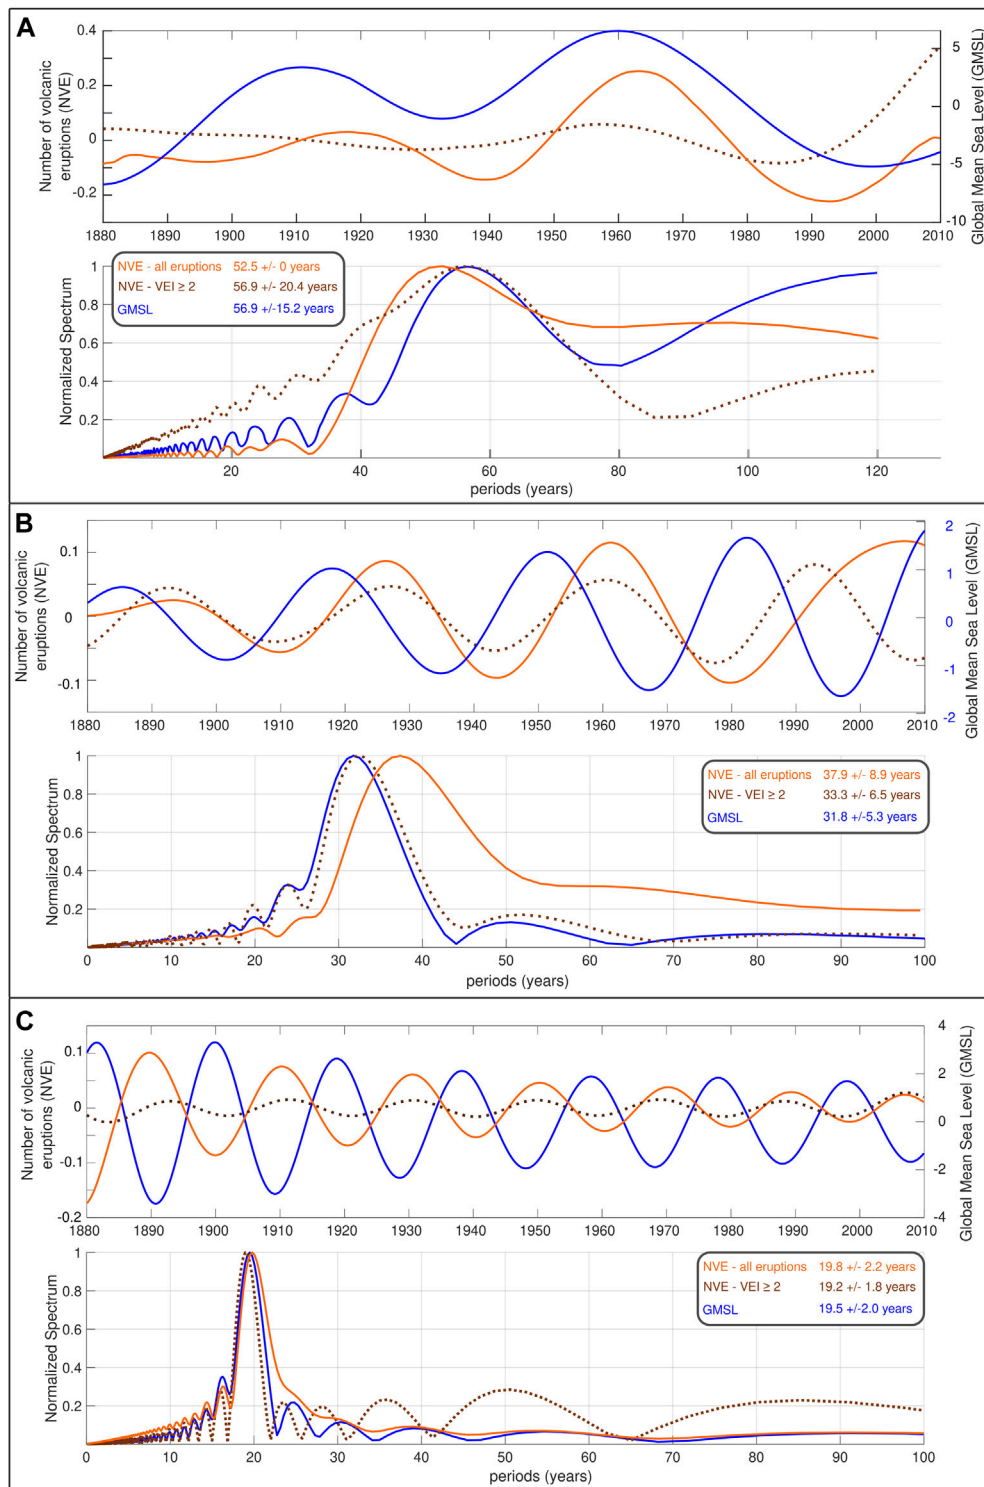 A
Number of volcanic
eruptions (NVE)
0.4
0.2
0
-0.2
5
0
-5
-10
Global Mean Sea Level (GMSL)
1880 1890 1900 1910 1920 1930 1940 1950 1960 1970 1980 1990 2000 2010
NVE - all eruptions 52.5 +/- 0 years
NVE - VEI ≥ 2 56.9 +/- 20.4 years
GMSL 56.9 +/-15.2 years
Normalized Spectrum
1
0.8
0.6
0.4
0.2
20 40 60 80 100 120
periods (years)
B
Number of volcanic
eruptions (NVE)
0.1
0
-0.1
2
1
0
-1
-2
Global Mean Sea Level (GMSL)
1880 1890 1900 1910 1920 1930 1940 1950 1960 1970 1980 1990 2000 2010
Normalized Spectrum
1
0.8
0.6
0.4
0.2
NVE - all eruptions 37.9 +/- 8.9 years
NVE - VEI ≥ 2 33.3 +/- 6.5 years
GMSL 31.8 +/-5.3 years
0 10 20 30 40 50 60 70 80 90 100
periods (years)
C
Number of volcanic
eruptions (NVE)
0.1
0
-0.1
-0.2
4
2
0
-2
-4
Global Mean Sea Level (GMSL)
1880 1890 1900 1910 1920 1930 1940 1950 1960 1970 1980 1990 2000 2010
Normalized Spectrum
1
0.8
0.6
0.4
0.2
NVE - all eruptions 19.8 +/- 2.2 years
NVE - VEI ≥ 2 19.2 +/- 1.8 years
GMSL 19.5 +/-2.0 years
0 10 20 30 40 50 60 70 80 90 100
periods (years)